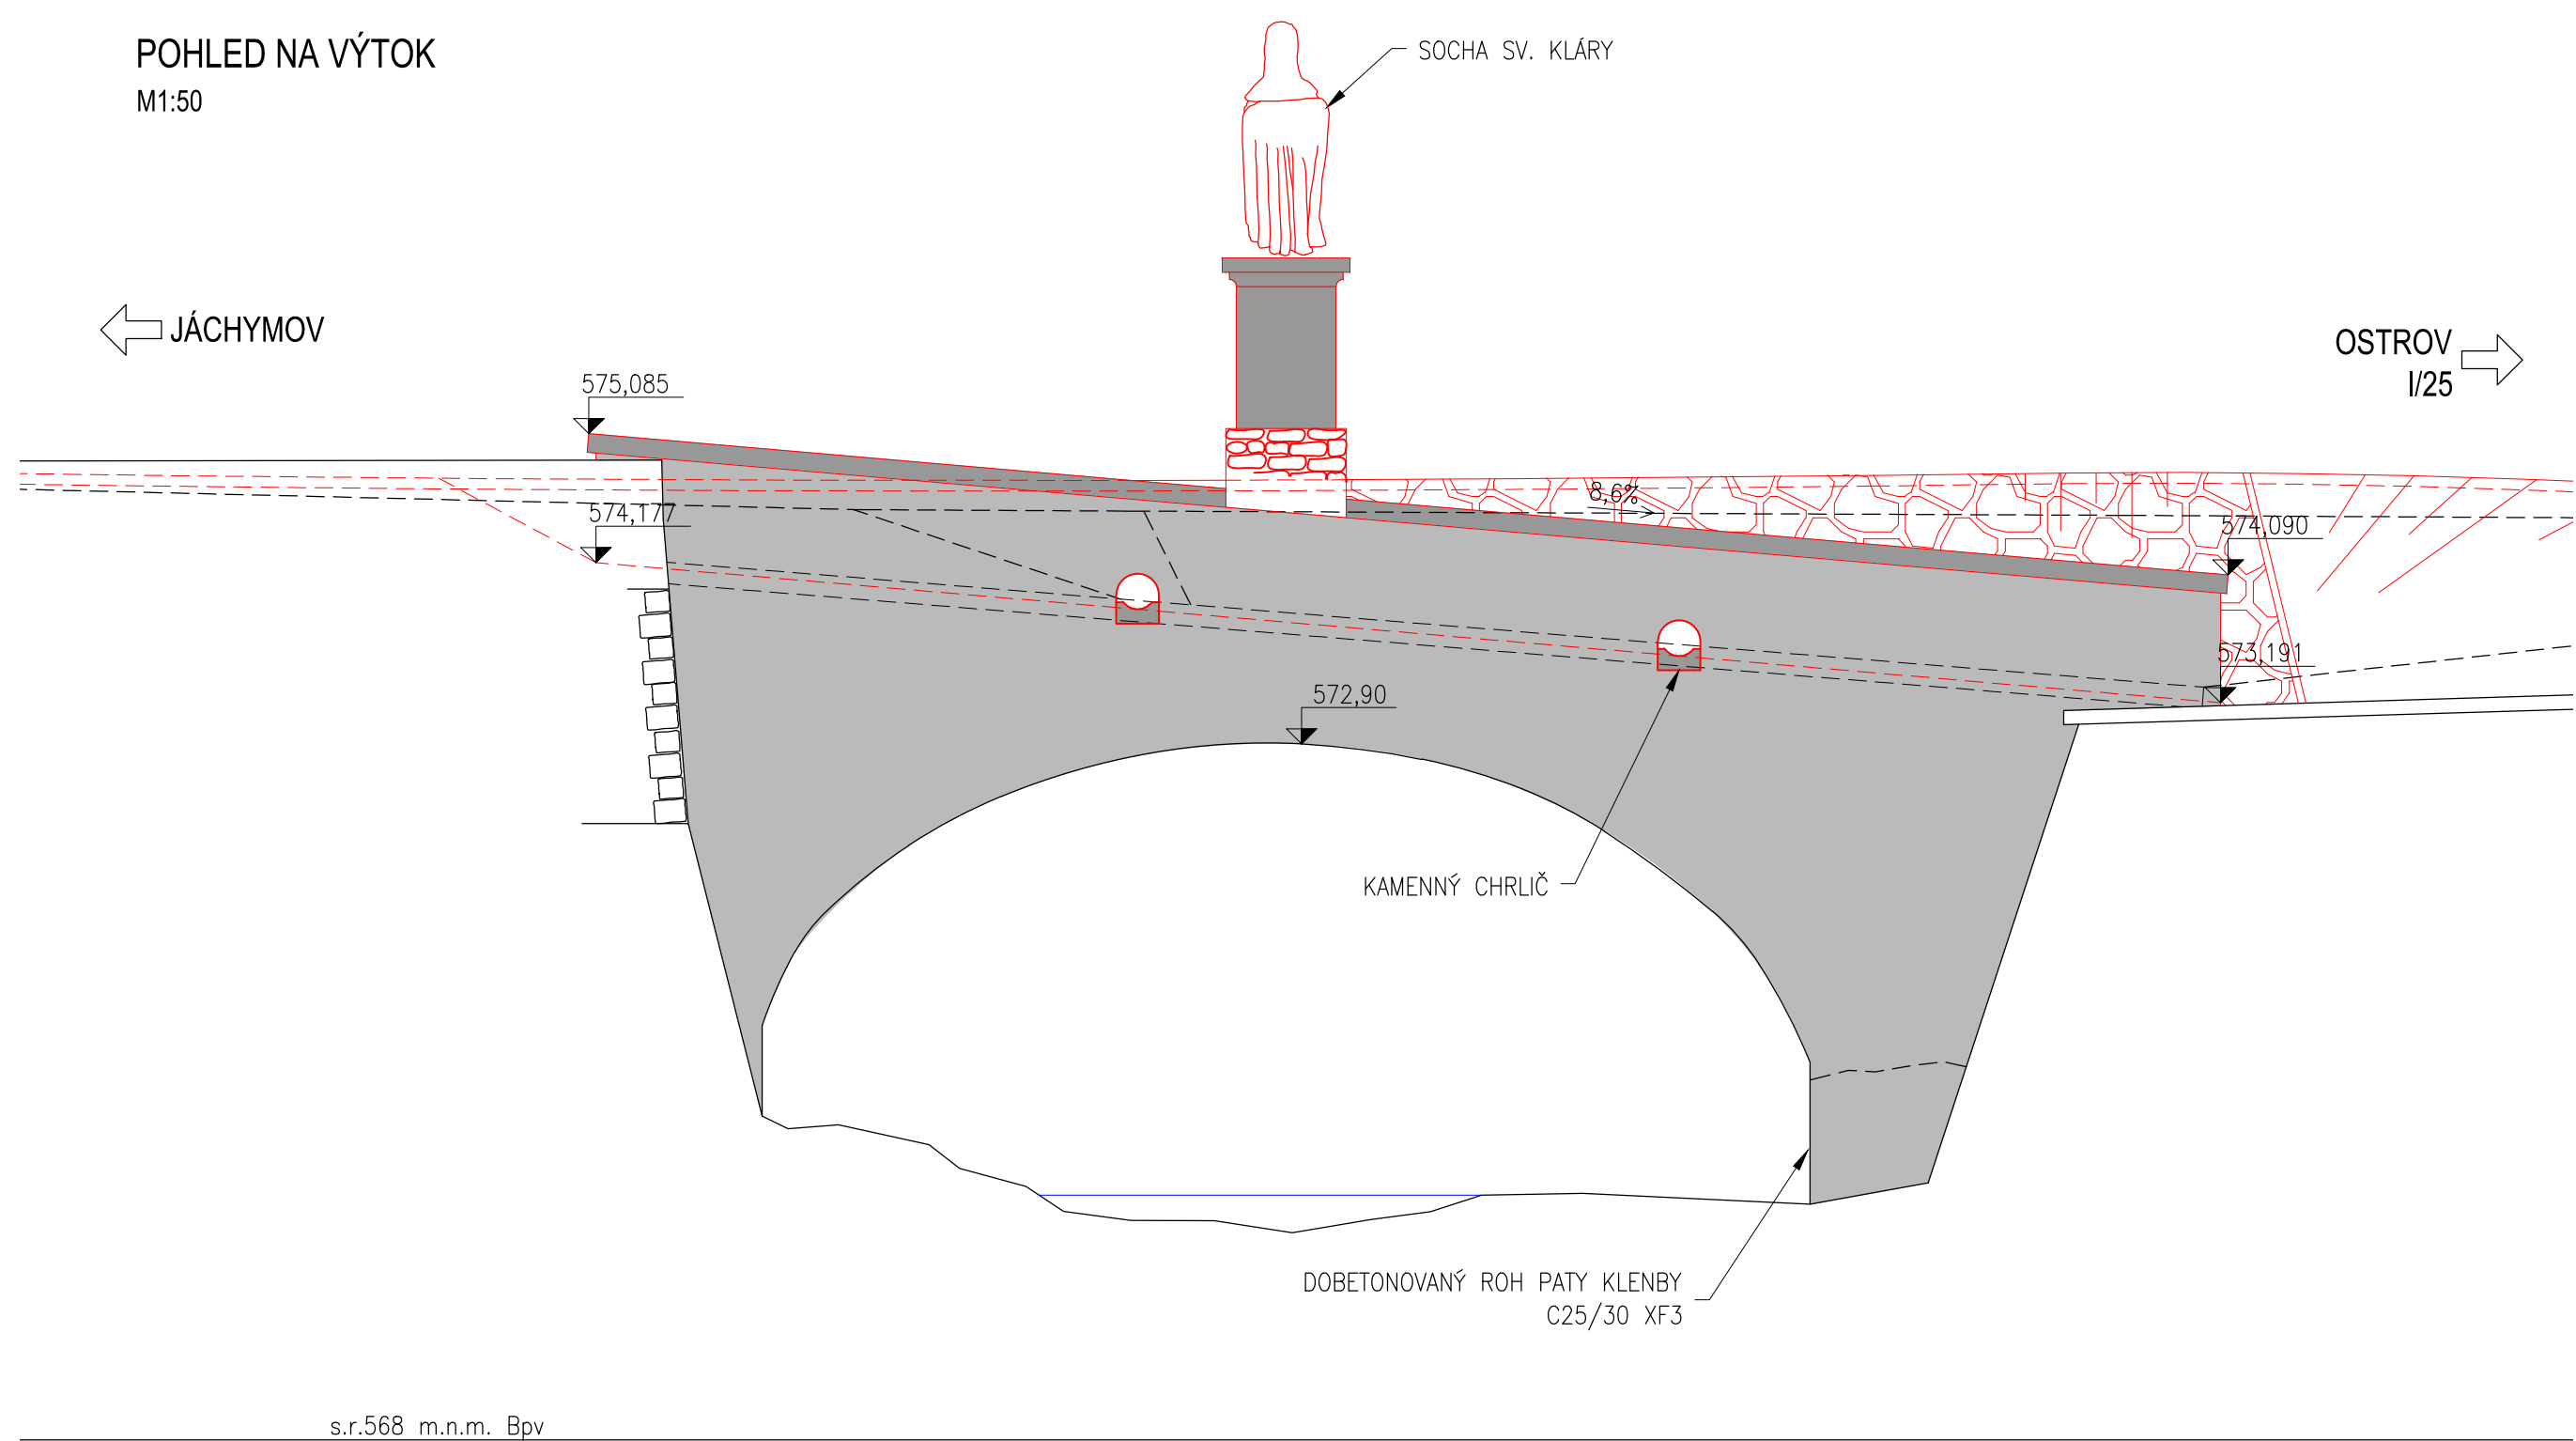 POHLED NA VÝTOK
M1:50
SOCHA SV. KLÁRY
JÁCHYMOV
OSTROV
I/25
575,085
574,177
8,6%
574,090
573,191
572,90
KAMENNÝ CHRLIČ
DOBETONOVANÝ ROH PATY KLENBY
C25/30 XF3
s.r.568 m.n.m. Bpv